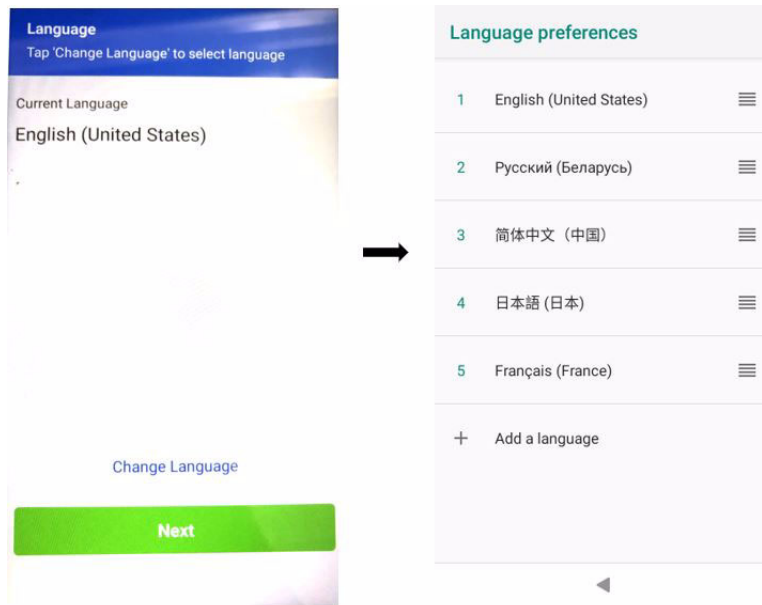 Language
Tap 'Change Language' to select language
Current Language
English (United States)
Change Language
Next
Language preferences
1 English (United States)
2 Русский (Беларусь)
3 简体中文（中国）
4 日本語 (日本)
5 Français (France)
+ Add a language